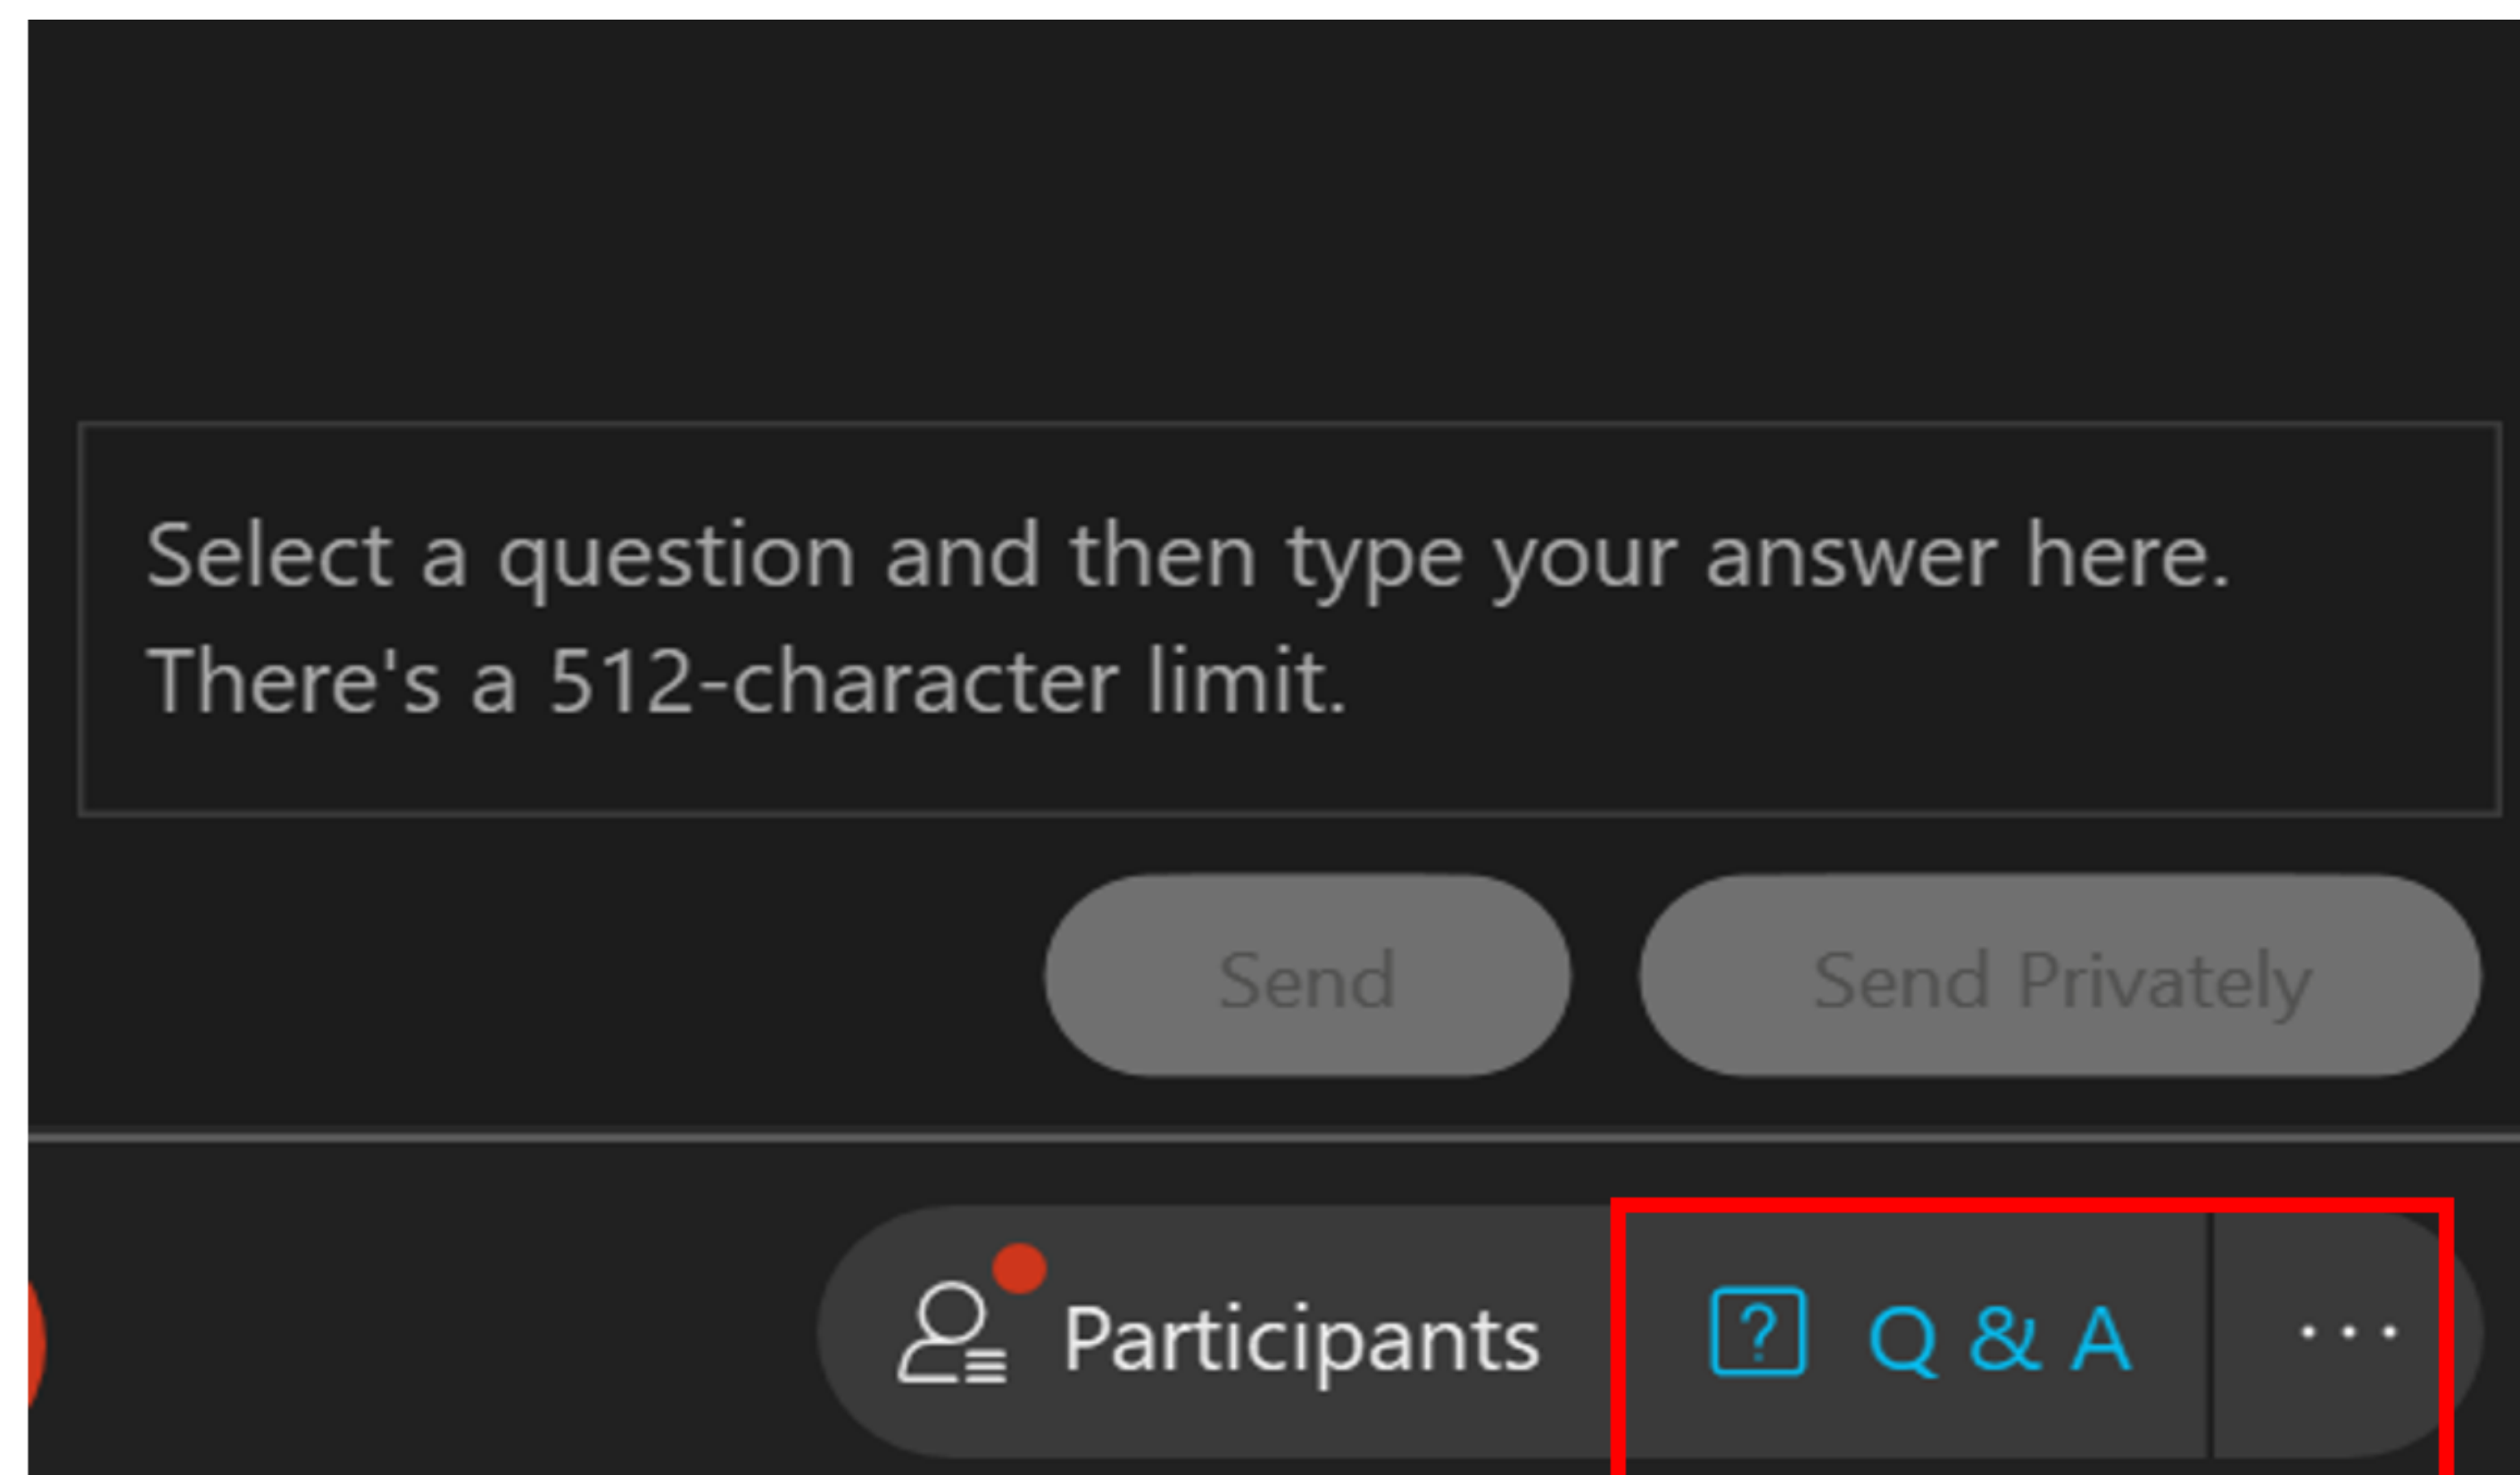 Select a question and then type your answer here.
There's a 512-character limit.
Send Send Privately
Participants Q & A ...